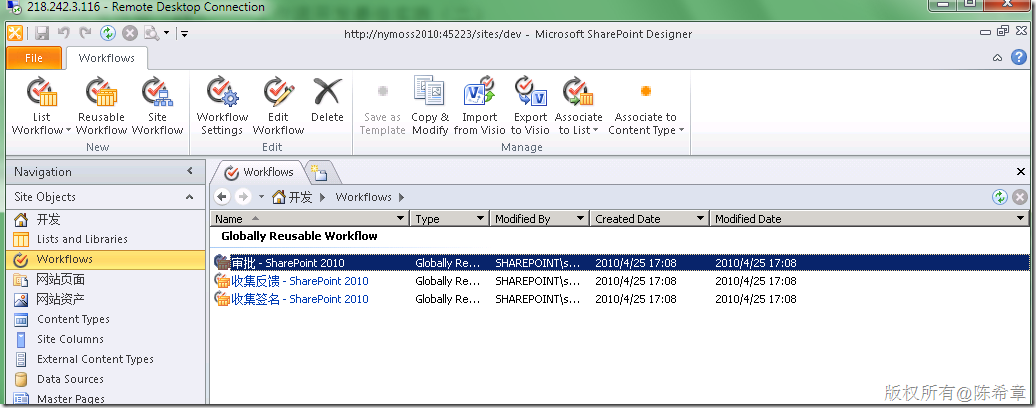 218.242.3.116 - Remote Desktop Connection
http://nymoss2010:45223/sites/dev - Microsoft SharePoint Designer
File Workflows
List Workflow Reusable Workflow Site Workflow Workflow Settings Edit Workflow Delete Save as Template Copy & Modify Import from Visio Export to Visio Associate to List Associate to Content Type
New Edit Manage
Navigation Workflows
Site Objects 开发 Workflows
开发 Name Type Modified By Created Date Modified Date
Lists and Libraries Globally Reusable Workflow
Workflows 审批 - SharePoint 2010 Globally Re... SHAREPOINT\s... 2010/4/25 17:08 2010/4/25 17:08
网站页面 收集反馈 - SharePoint 2010 Globally Re... SHAREPOINT\s... 2010/4/25 17:08 2010/4/25 17:08
网站资产 收集签名 - SharePoint 2010 Globally Re... SHAREPOINT\s... 2010/4/25 17:08 2010/4/25 17:08
Content Types
Site Columns
External Content Types
Data Sources
Master Pages
版权所有@陈希章